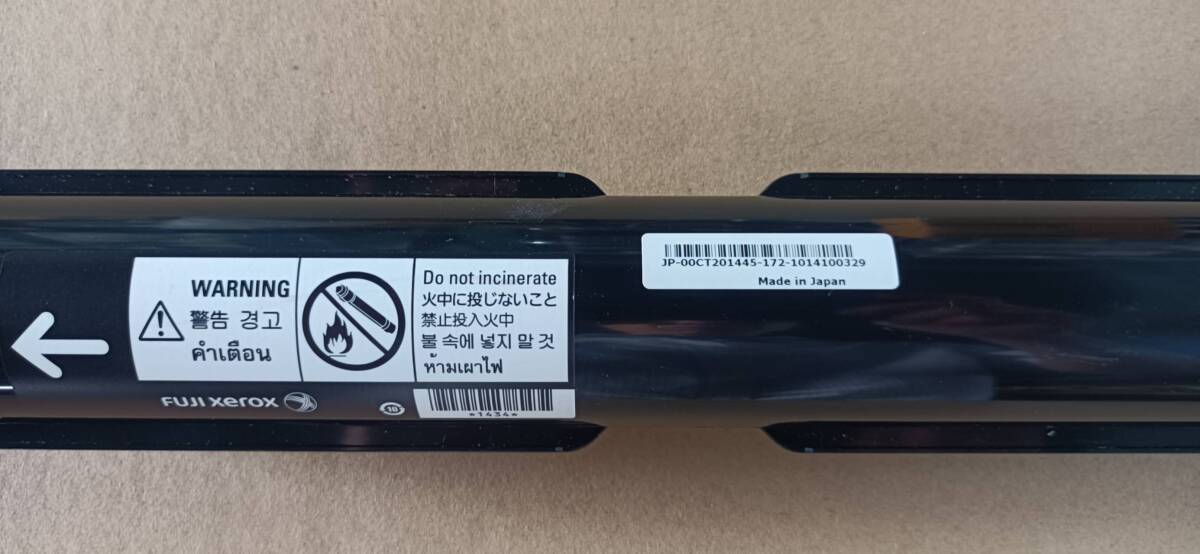 WARNING
警告 경고
คำเตือน
Do not incinerate
火中に投じないこと
禁止投入火中
불 속에 넣지 말 것
ห้ามเผาไฟ
FUJI xerox
10
*1434*
JP-00CT201445-172-1014100329
Made in Japan